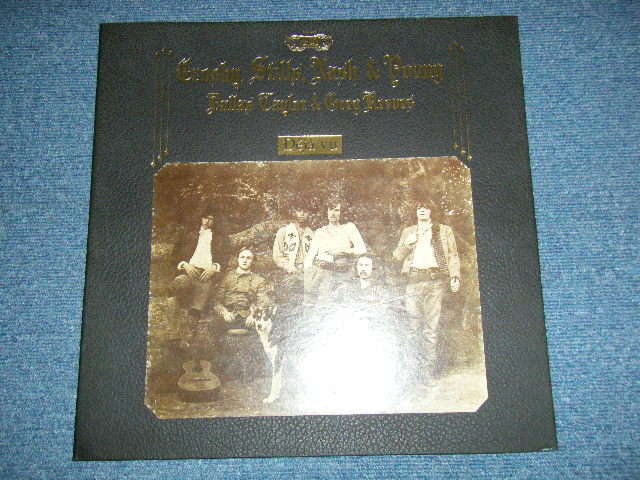 Crosby, Stills, Nash & Young
Dallas Taylor & Greg Reeves
Déjà vu